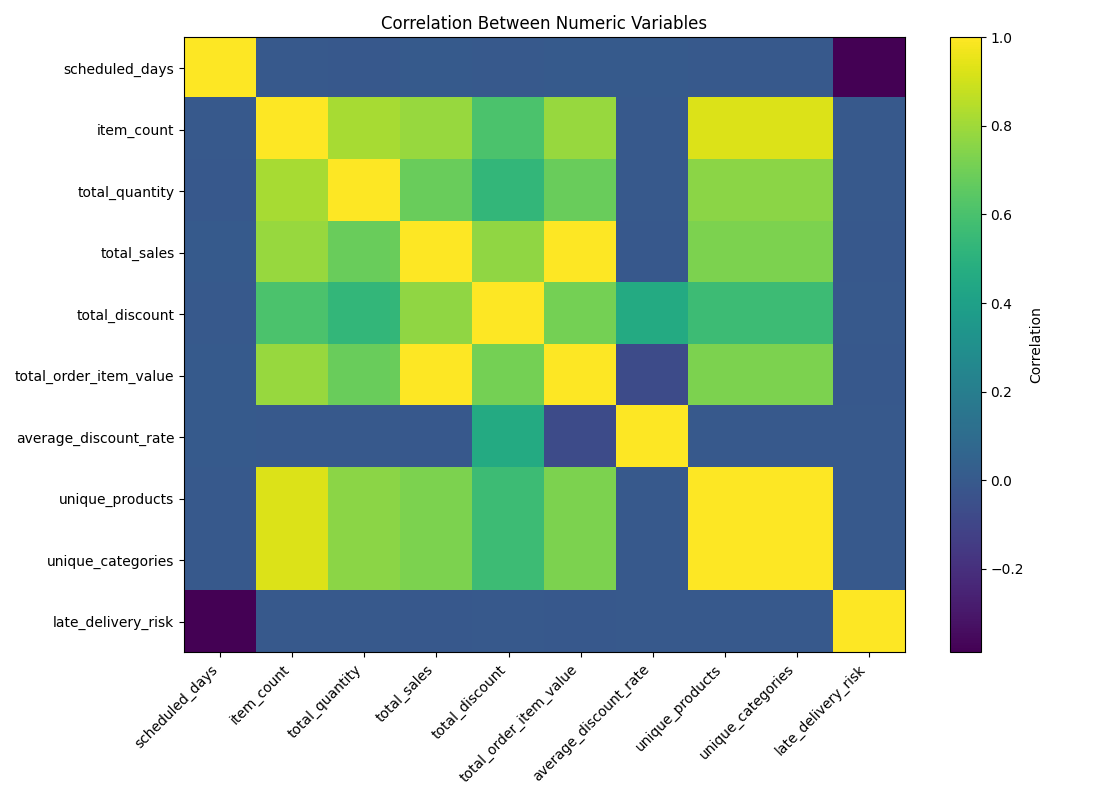 Correlation Between Numeric Variables
scheduled_days
item_count
total_quantity
total_sales
total_discount
total_order_item_value
average_discount_rate
unique_products
unique_categories
late_delivery_risk
scheduled_days
item_count
total_quantity
total_sales
total_discount
total_order_item_value
average_discount_rate
unique_products
unique_categories
late_delivery_risk
1.0
0.8
0.6
0.4
0.2
0.0
−0.2
Correlation